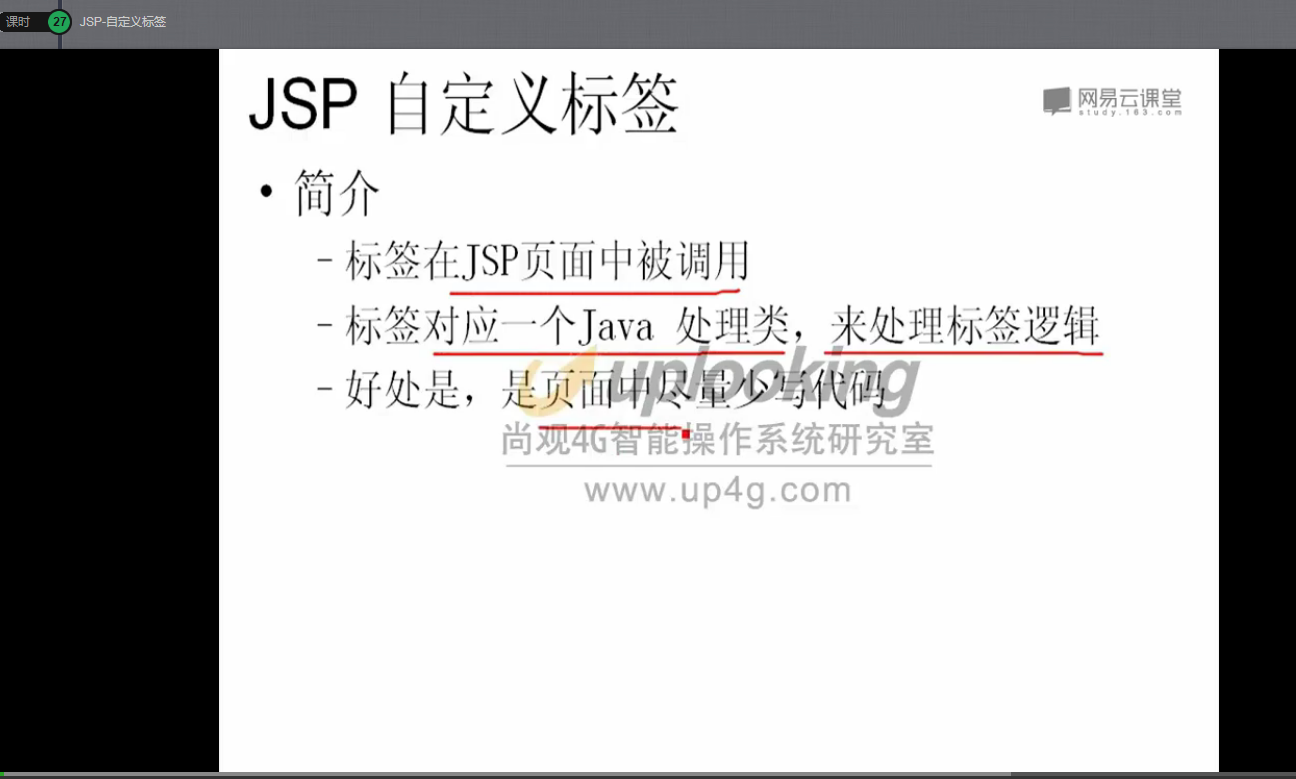 课时 27 JSP-自定义标签
JSP 自定义标签
网易云课堂
study.163.com
• 简介
– 标签在JSP页面中被调用
– 标签对应一个Java 处理类，来处理标签逻辑
– 好处是，是页面中尽量少写代码
uplooking
尚观4G智能操作系统研究室
www.up4g.com